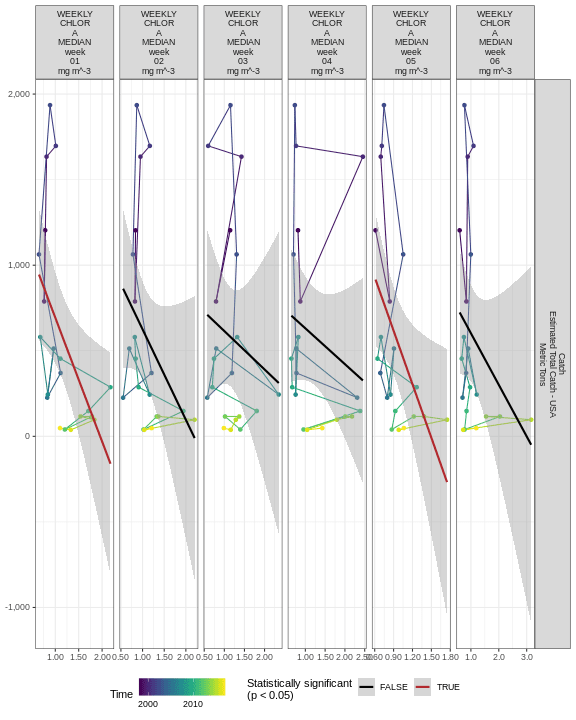 WEEKLY
CHLOR
A
MEDIAN
week
01
mg m^-3
WEEKLY
CHLOR
A
MEDIAN
week
02
mg m^-3
WEEKLY
CHLOR
A
MEDIAN
week
03
mg m^-3
WEEKLY
CHLOR
A
MEDIAN
week
04
mg m^-3
WEEKLY
CHLOR
A
MEDIAN
week
05
mg m^-3
WEEKLY
CHLOR
A
MEDIAN
week
06
mg m^-3
2,000
1,000
0
-1,000
Catch
Estimated Total Catch - USA
Metric Tons
1.00 1.50 2.00
0.50 1.00 1.50 2.00
0.50 1.00 1.50 2.00
1.00 1.50 2.00
0.90 1.20 1.50 1.80
1.0 2.0 3.0
Time
2000 2010
Statistically significant
(p < 0.05)
FALSE
TRUE